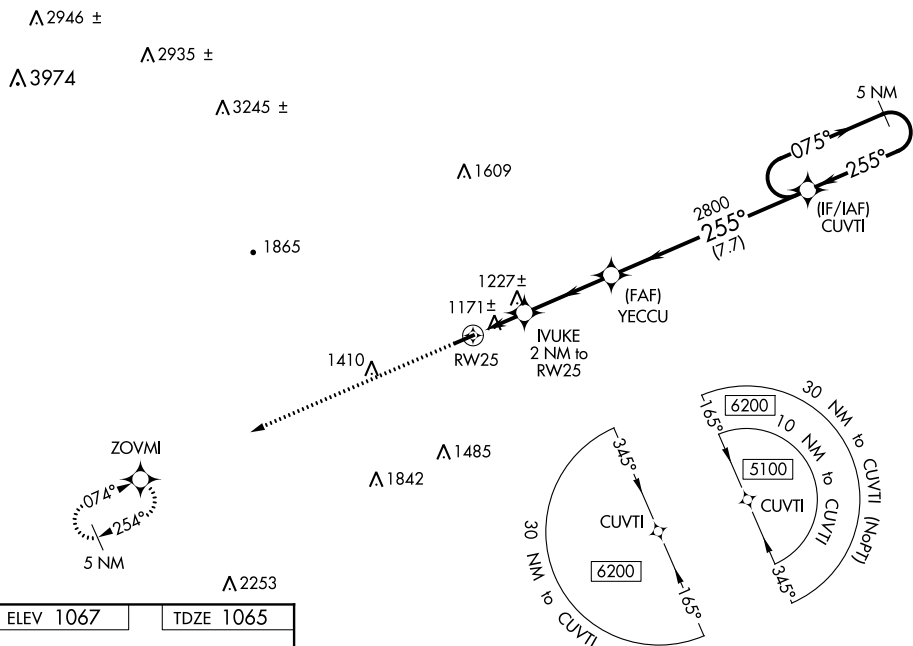 2946 ±
2935 ±
3974
3245 ±
5 NM
075°
255°
1609
(IF/IAF)
CUVTI
2800
255°
(7.7)
1865
1227±
(FAF)
YECCU
1171±
IVUKE
2 NM to
RW25
RW25
1410
ZOVMI
074°
254°
5 NM
1485
1842
2253
345°
CUVTI
6200
165°
30 NM to CUVTI
165°
6200
30 NM to CUVTI (NoPT)
10 NM to CUVTI
5100
CUVTI
345°
ELEV 1067
TDZE 1065